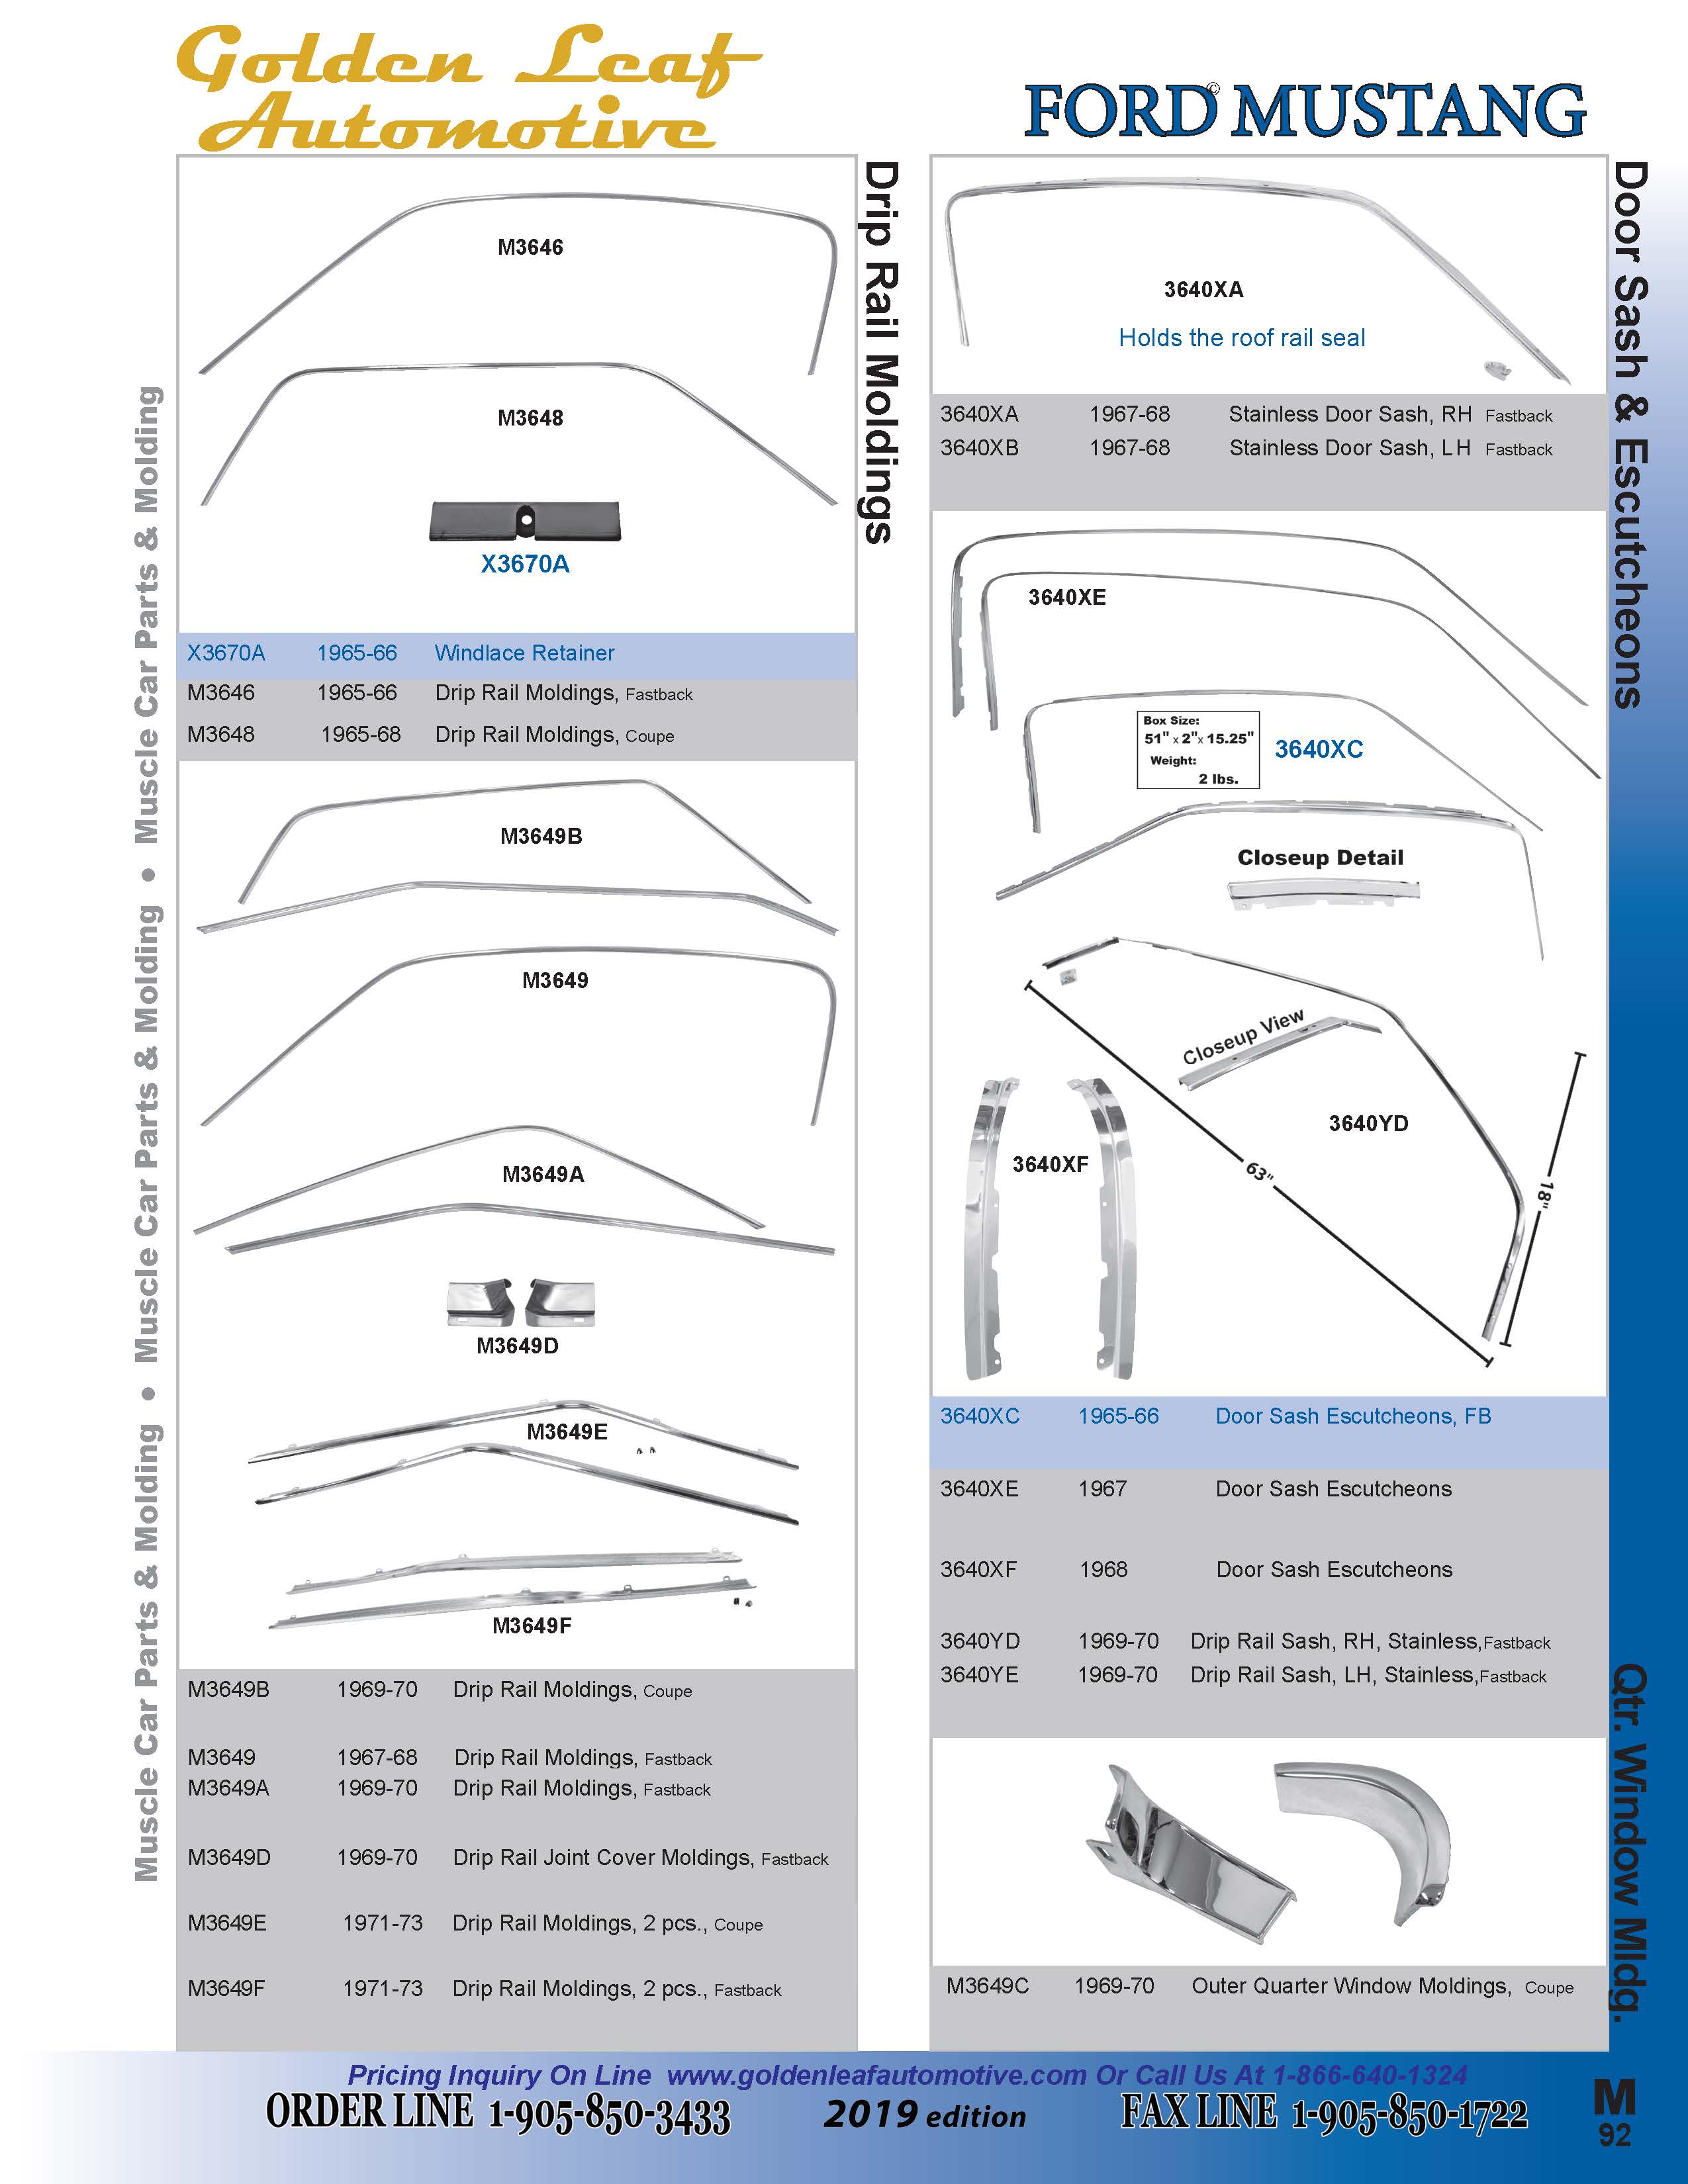 Golden Leaf
Automotive
FORD© MUSTANG
Muscle Car Parts & Molding • Muscle Car Parts & Molding • Muscle Car Parts & Molding
Drip Rail Moldings
M3646
M3648
X3670A
X3670A 1965-66 Windlace Retainer
M3646 1965-66 Drip Rail Moldings, Fastback
M3648 1965-68 Drip Rail Moldings, Coupe
M3649B
M3649
M3649A
M3649D
M3649E
M3649F
M3649B 1969-70 Drip Rail Moldings, Coupe
M3649 1967-68 Drip Rail Moldings, Fastback
M3649A 1969-70 Drip Rail Moldings, Fastback
M3649D 1969-70 Drip Rail Joint Cover Moldings, Fastback
M3649E 1971-73 Drip Rail Moldings, 2 pcs., Coupe
M3649F 1971-73 Drip Rail Moldings, 2 pcs., Fastback
Door Sash & Escutcheons
3640XA
Holds the roof rail seal
3640XA 1967-68 Stainless Door Sash, RH Fastback
3640XB 1967-68 Stainless Door Sash, LH Fastback
3640XE
Box Size:
51" x 2"x 15.25"
Weight:
2 lbs.
3640XC
Closeup Detail
Closeup View
3640YD
3640XF
63"
18"
3640XC 1965-66 Door Sash Escutcheons, FB
3640XE 1967 Door Sash Escutcheons
3640XF 1968 Door Sash Escutcheons
3640YD 1969-70 Drip Rail Sash, RH, Stainless,Fastback
3640YE 1969-70 Drip Rail Sash, LH, Stainless,Fastback
Qtr. Window Mldg.
M3649C 1969-70 Outer Quarter Window Moldings, Coupe
Pricing Inquiry On Line www.goldenleafautomotive.com Or Call Us At 1-866-640-1324
ORDER LINE 1-905-850-3433 2019 edition FAX LINE 1-905-850-1722
M
92